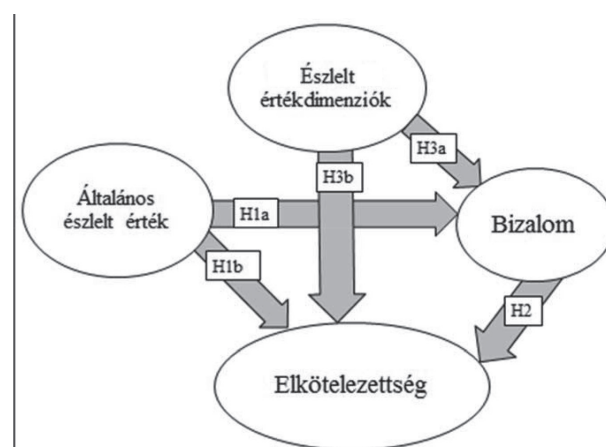 Észlelt
értékdimenziók
H3a
H3b
Általános
észlelt érték
H1a
Bizalom
H1b
H2
Elkötelezettség